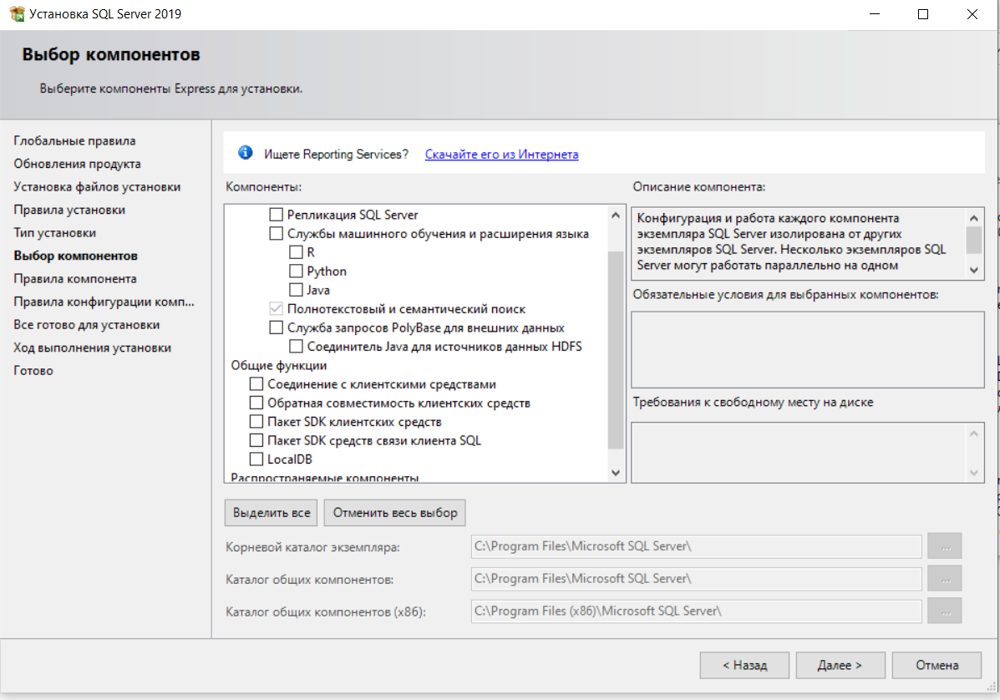 Установка SQL Server 2019
Выбор компонентов
Выберите компоненты Express для установки.
Глобальные правила
Обновления продукта
Установка файлов установки
Правила установки
Тип установки
Выбор компонентов
Правила компонента
Правила конфигурации комп...
Все готово для установки
Ход выполнения установки
Готово
Ищете Reporting Services? Скачайте его из Интернета
Компоненты:
Репликация SQL Server
Службы машинного обучения и расширения языка
R
Python
Java
Полнотекстовый и семантический поиск
Служба запросов PolyBase для внешних данных
Соединитель Java для источников данных HDFS
Общие функции
Соединение с клиентскими средствами
Обратная совместимость клиентских средств
Пакет SDK клиентских средств
Пакет SDK средств связи клиента SQL
LocalDB
Распространяемые компоненты
Описание компонента:
Конфигурация и работа каждого компонента
экземпляра SQL Server изолирована от других
экземпляров SQL Server. Несколько экземпляров SQL
Server могут работать параллельно на одном
Обязательные условия для выбранных компонентов:
Требования к свободному месту на диске
Выделить все
Отменить весь выбор
Корневой каталог экземпляра:
C:\Program Files\Microsoft SQL Server\
...
Каталог общих компонентов:
C:\Program Files\Microsoft SQL Server\
...
Каталог общих компонентов (x86):
C:\Program Files (x86)\Microsoft SQL Server\
...
< Назад
Далее >
Отмена